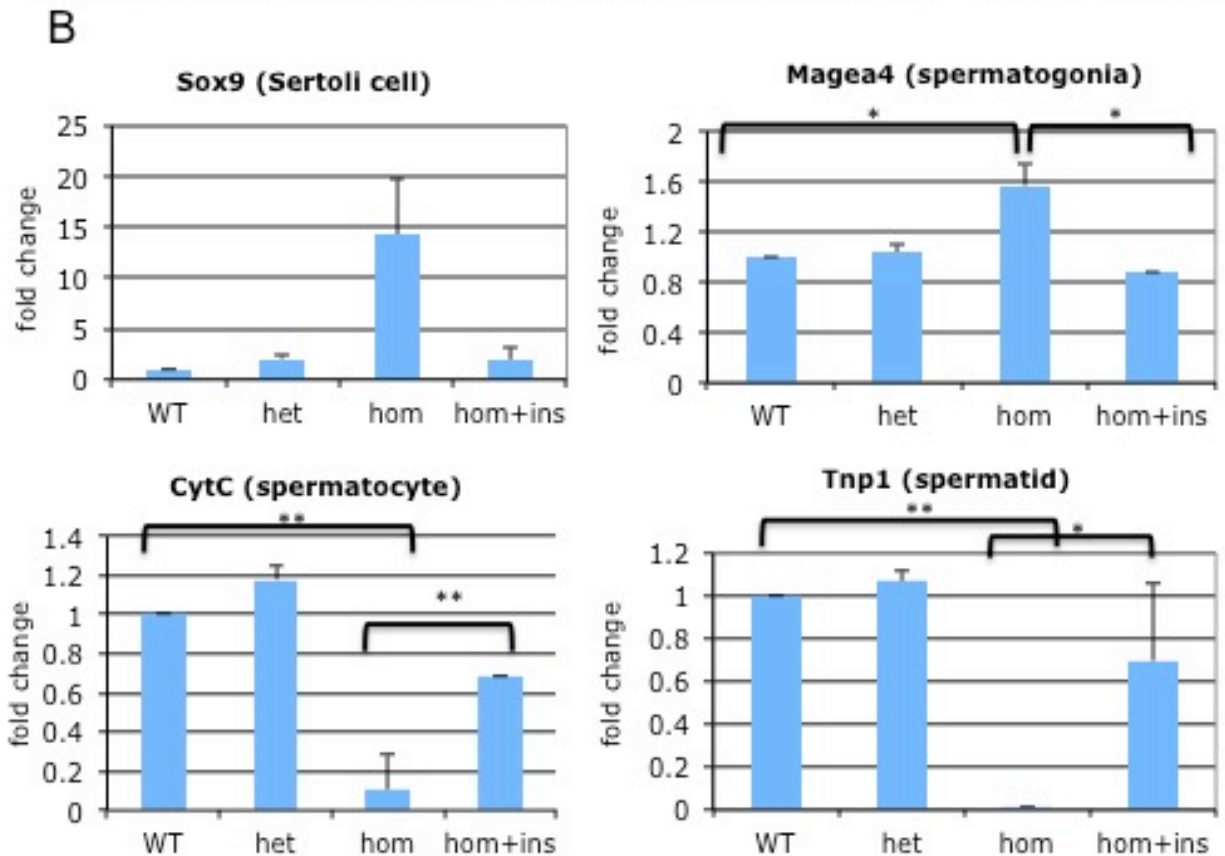 B
Sox9 (Sertoli cell)
fold change
25
20
15
10
5
0
WT het hom hom+ins
Magea4 (spermatogonia)
* *
fold change
2
1.6
1.2
0.8
0.4
0
WT het hom hom+ins
CytC (spermatocyte)
**
**
fold change
1.4
1.2
1
0.8
0.6
0.4
0.2
0
WT het hom hom+ins
Tnp1 (spermatid)
**
*
fold change
1.2
1
0.8
0.6
0.4
0.2
0
WT het hom hom+ins